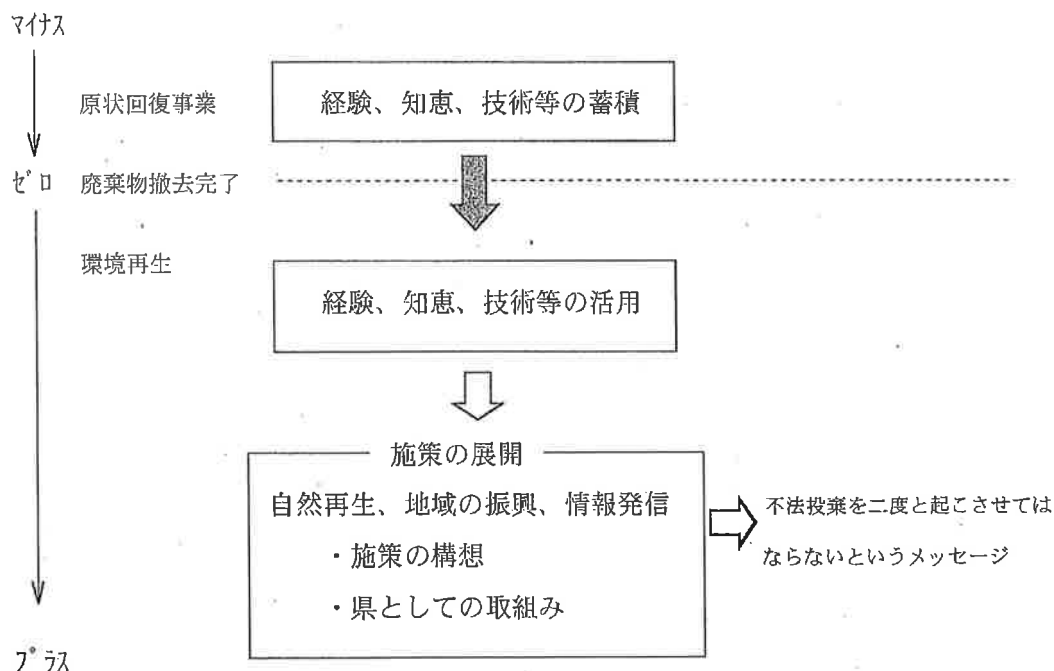 マイナス
原状回復事業
経験、知恵、技術等の蓄積
ゼロ
廃棄物撤去完了
環境再生
経験、知恵、技術等の活用
施策の展開
自然再生、地域の振興、情報発信
・施策の構想
・県としての取組み
不法投棄を二度と起こさせては
ならないというメッセージ
プラス